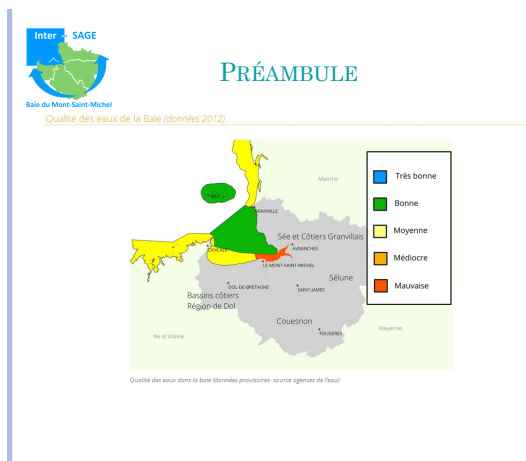 Inter - SAGE
Baie du Mont-Saint-Michel
PRÉAMBULE
Qualité des eaux de la Baie (données 2012)
Manche
GRANVILLE
Sée et Côtiers Granvillais
AVRANCHES
CANCALE
LE MONT-SAINT-MICHEL
Sélune
DOL-DE-BRETAGNE
SAINT-JAMES
Bassins côtiers
Région de Dol
Couesnon
FOUGERES
Ille et Vilaine
Mayenne
Très bonne
Bonne
Moyenne
Médiocre
Mauvaise
Qualité des eaux dans la baie (données provisoires- source agences de l'eau)